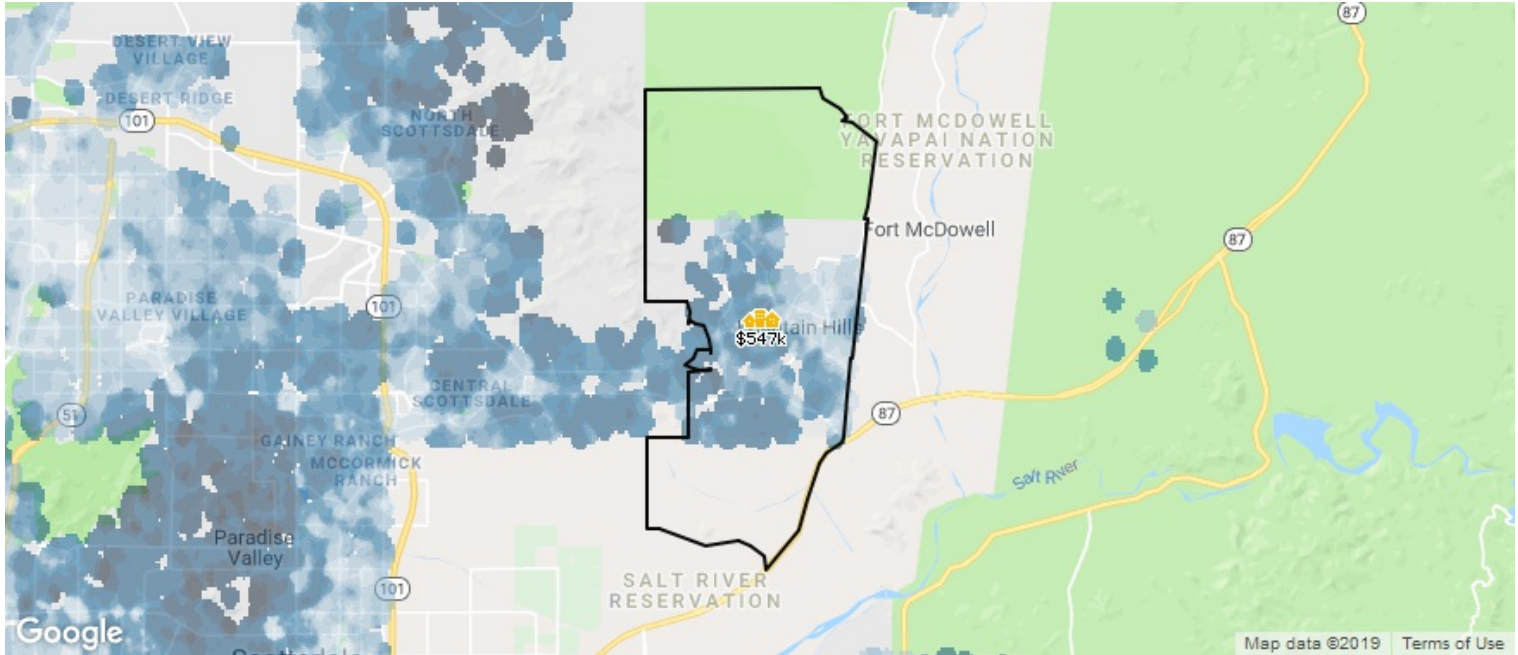 87
DESERT VIEW
VILLAGE
DESERT RIDGE
101
NORTH
SCOTTSDALE
FORT MCDOWELL
YAVAPAI NATION
RESERVATION
Fort McDowell
87
PARADISE
VALLEY VILLAGE
101
$547k
CENTRAL
SCOTTSDALE
51
87
GAINEY RANCH
MCCORMICK
RANCH
Salt River
Paradise
Valley
101
SALT RIVER
RESERVATION
Google
Map data ©2019 Terms of Use